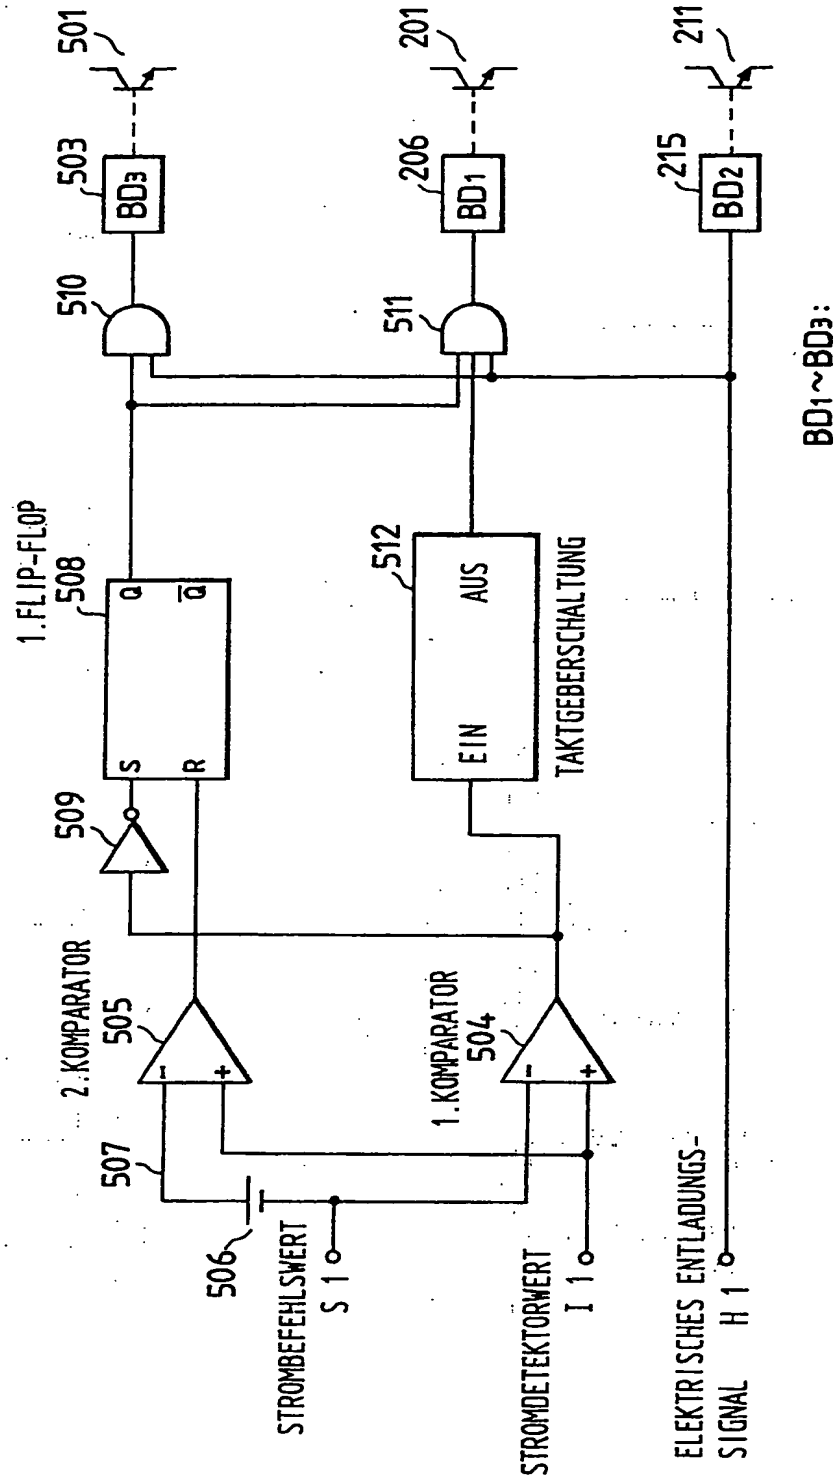 501
503
BD3
510
1.FLIP-FLOP
508
Q
Q
S
R
509
2.KOMPARATOR
505
-
+
507
506
STROMBEFEHLSWERT
S 1
201
206
BD1
511
512
AUS
EIN
TAKTGEBERSCHALTUNG
1.KOMPARATOR
504
-
+
STROMDETEKTORWERT
I 1
211
215
BD2
ELEKTRISCHES ENTLADUNGS-
SIGNAL H 1
BD1~BD3: